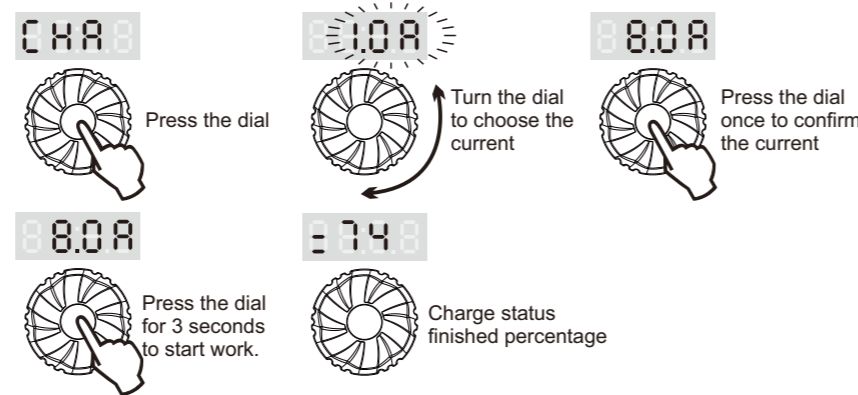 CHA
Press the dial
1.0A
Turn the dial
to choose the
current
8.0A
Press the dial
once to confirm
the current
8.0A
Press the dial
for 3 seconds
to start work.
=74
Charge status
finished percentage